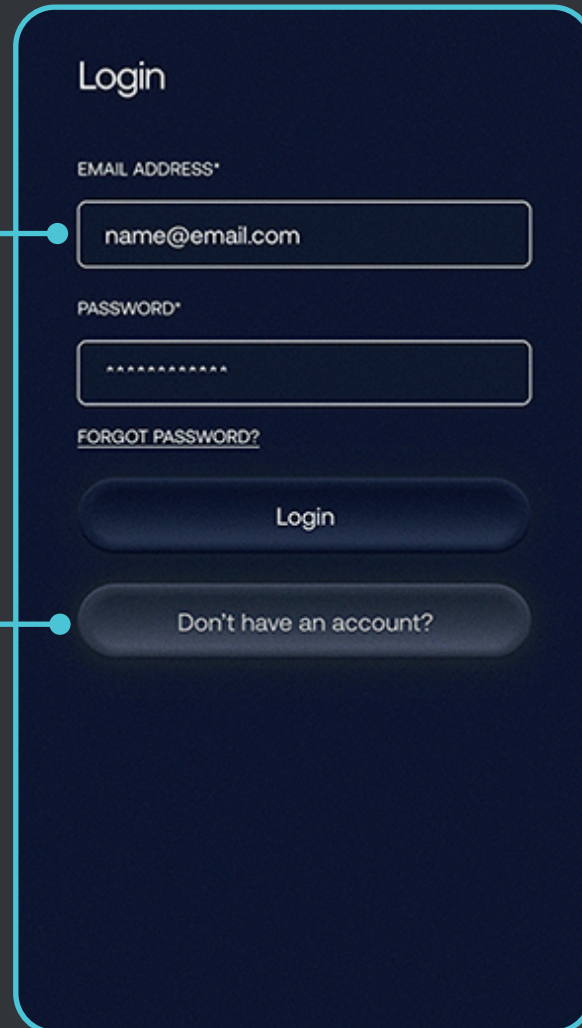 Login
EMAIL ADDRESS*
name@email.com
PASSWORD*
************
FORGOT PASSWORD?
Login
Don't have an account?